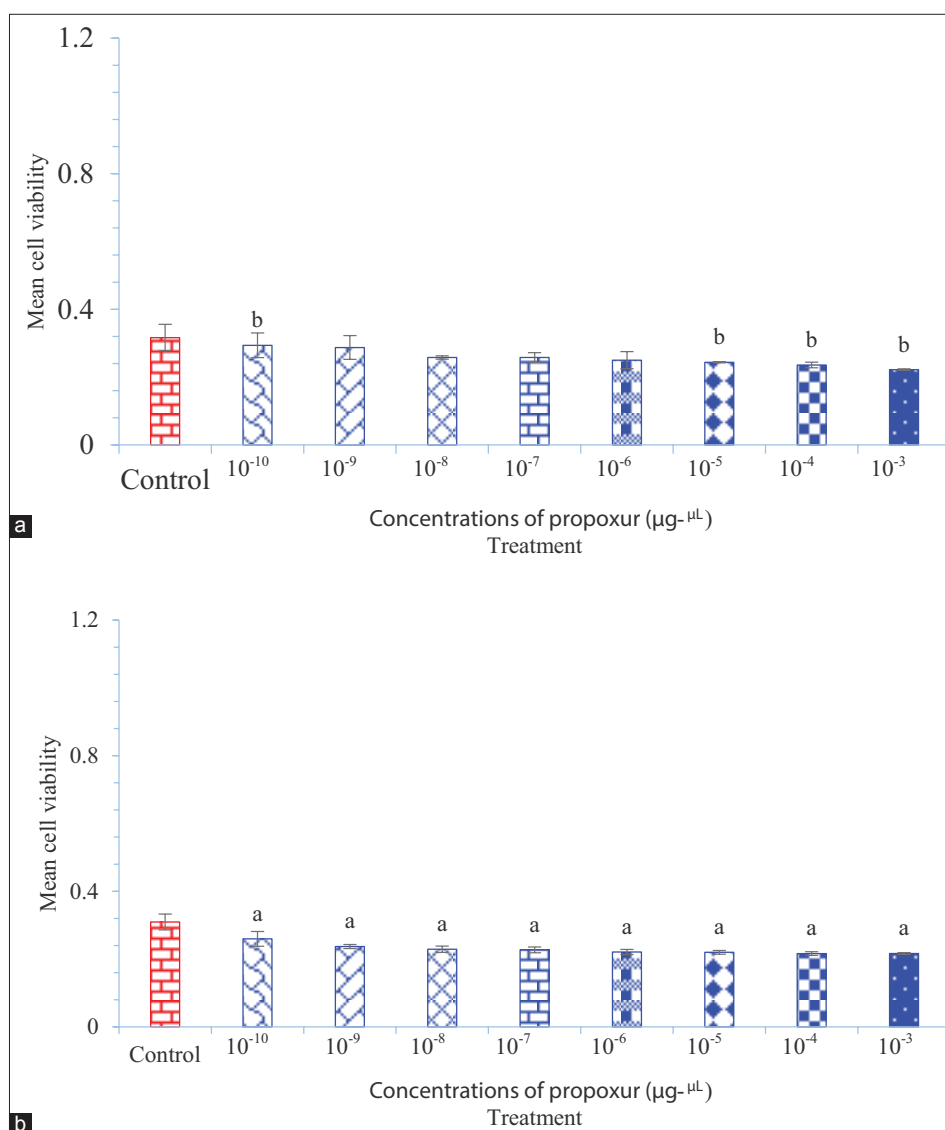 1.2
0.8
0.4
0
Mean cell viability
b
b
b
b
Control
10⁻¹⁰
10⁻⁹
10⁻⁸
10⁻⁷
10⁻⁶
10⁻⁵
10⁻⁴
10⁻³
Concentrations of propoxur (µg-µL)
Treatment
a
1.2
0.8
0.4
0
Mean cell viability
a
a
a
a
a
a
a
a
Control
10⁻¹⁰
10⁻⁹
10⁻⁸
10⁻⁷
10⁻⁶
10⁻⁵
10⁻⁴
10⁻³
Concentrations of propoxur (µg-µL)
Treatment
b